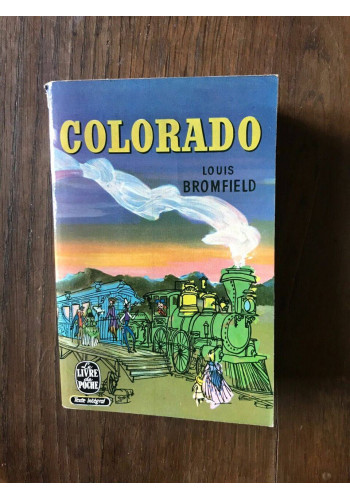 COLORADO
LOUIS
BROMFIELD
Le
LIVRE
de
POCHE
Texte intégral